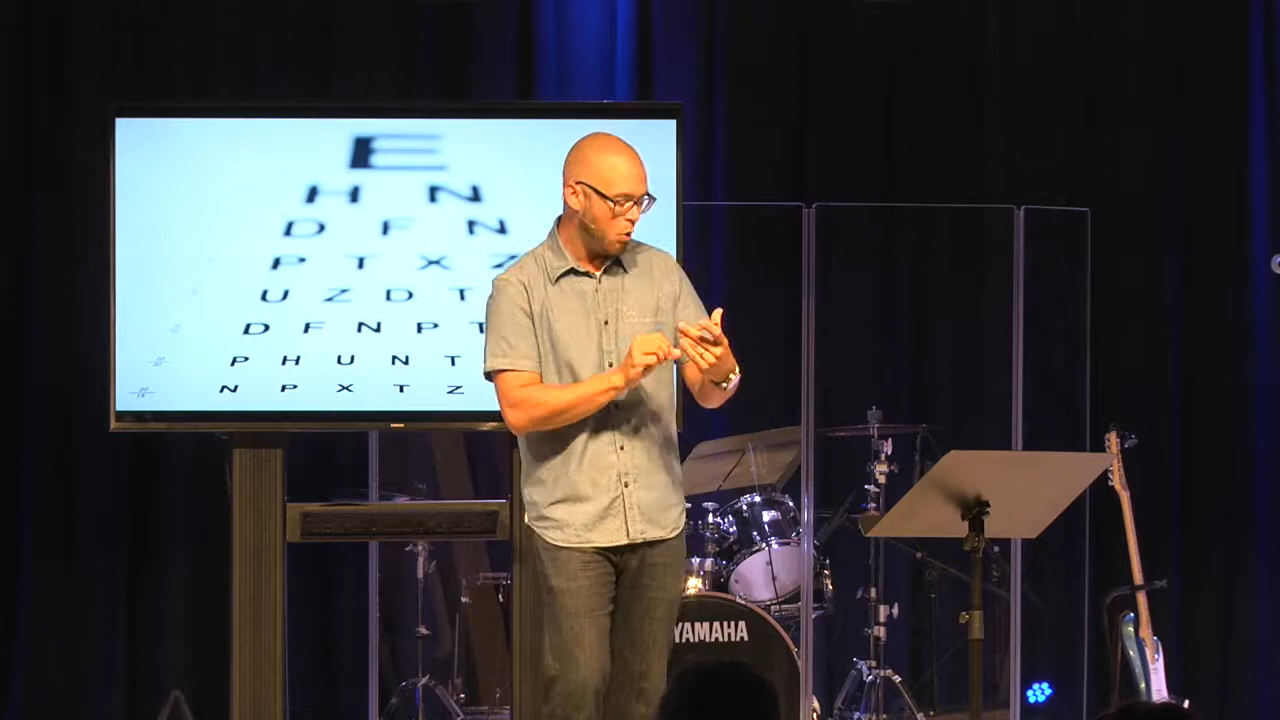 E
H N
D F N
P T X Z
U Z D T
D F N P T
P H U N T
N P X T Z
YAMAHA